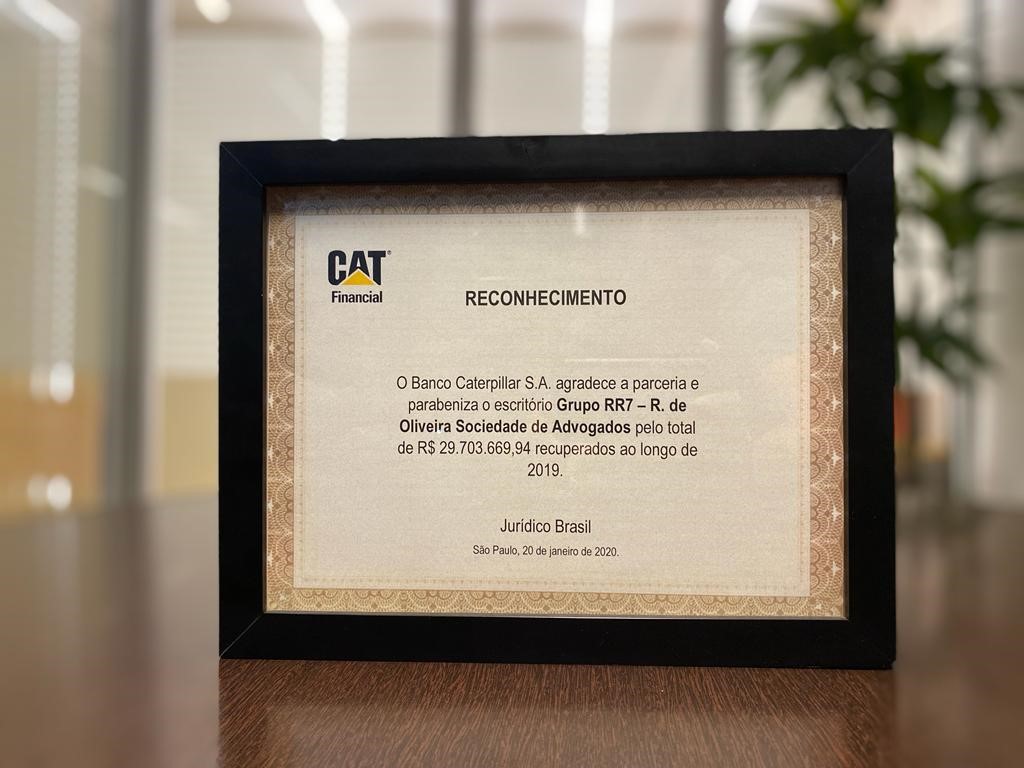 CAT®
Financial
RECONHECIMENTO
O Banco Caterpillar S.A. agradece a parceria e
parabeniza o escritório Grupo RR7 – R. de
Oliveira Sociedade de Advogados pelo total
de R$ 29.703.669,94 recuperados ao longo de
2019.
Jurídico Brasil
São Paulo, 20 de janeiro de 2020.